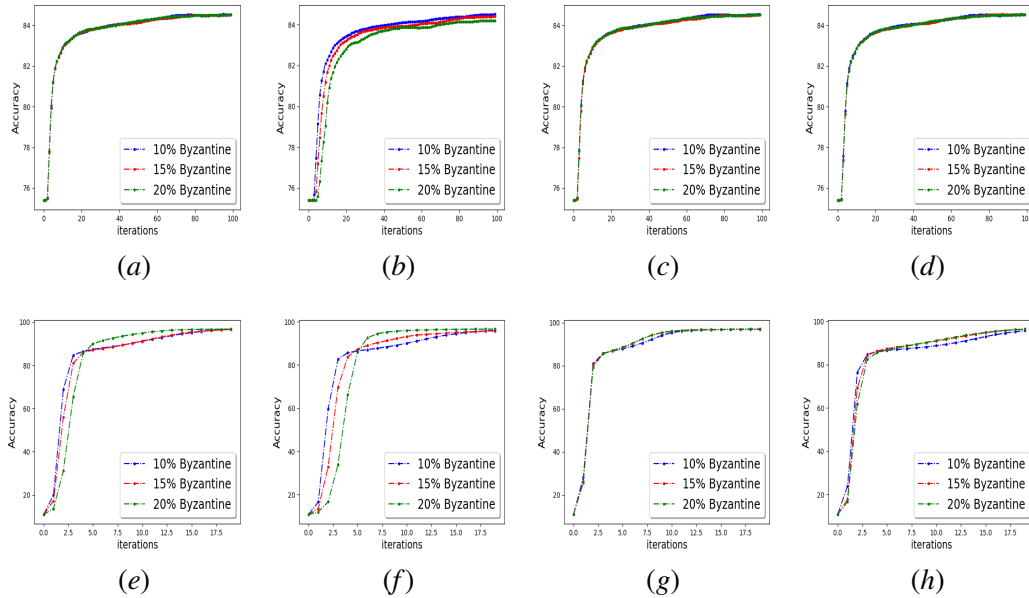 84
82
80
78
76
Accuracy
10% Byzantine
15% Byzantine
20% Byzantine
0 20 40 60 80 100
iterations
(a)
84
82
80
78
76
Accuracy
10% Byzantine
15% Byzantine
20% Byzantine
0 20 40 60 80 100
iterations
(b)
84
82
80
78
76
Accuracy
10% Byzantine
15% Byzantine
20% Byzantine
0 20 40 60 80 100
iterations
(c)
84
82
80
78
76
Accuracy
10% Byzantine
15% Byzantine
20% Byzantine
0 20 40 60 80 100
iterations
(d)
100
80
60
40
20
Accuracy
10% Byzantine
15% Byzantine
20% Byzantine
0.0 2.5 5.0 7.5 10.0 12.5 15.0 17.5
iterations
(e)
100
80
60
40
20
Accuracy
10% Byzantine
15% Byzantine
20% Byzantine
0.0 2.5 5.0 7.5 10.0 12.5 15.0 17.5
iterations
(f)
100
80
60
40
20
Accuracy
10% Byzantine
15% Byzantine
20% Byzantine
0.0 2.5 5.0 7.5 10.0 12.5 15.0 17.5
iterations
(g)
100
80
60
40
20
Accuracy
10% Byzantine
15% Byzantine
20% Byzantine
0.0 2.5 5.0 7.5 10.0 12.5 15.0 17.5
iterations
(h)